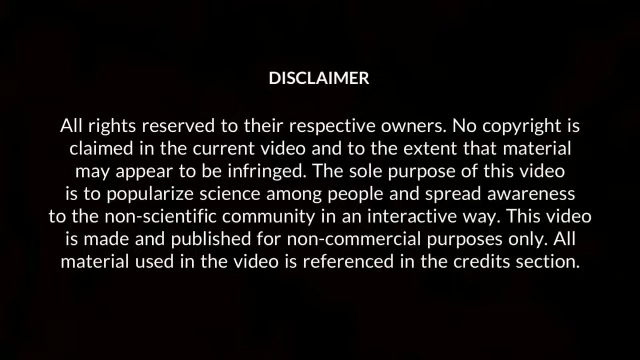 DISCLAIMER
All rights reserved to their respective owners. No copyright is
claimed in the current video and to the extent that material
may appear to be infringed. The sole purpose of this video
is to popularize science among people and spread awareness
to the non-scientific community in an interactive way. This video
is made and published for non-commercial purposes only. All
material used in the video is referenced in the credits section.